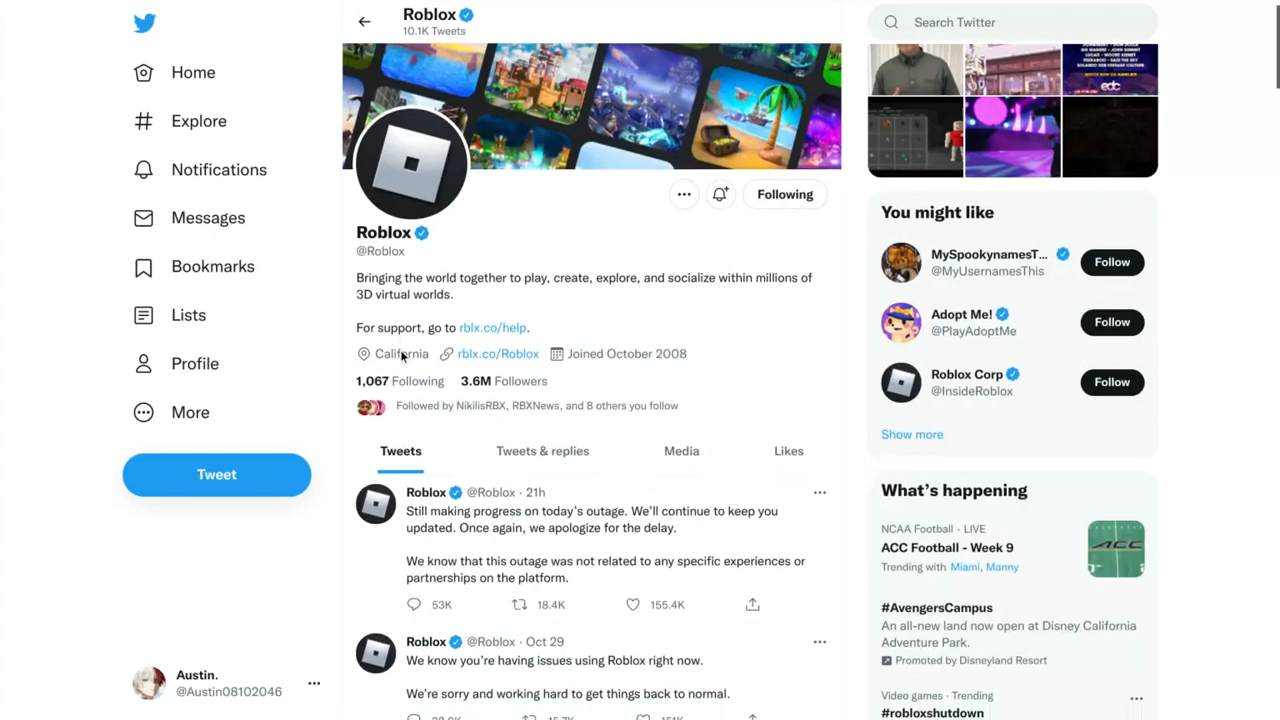 Home
Explore
Notifications
Messages
Bookmarks
Lists
Profile
More
Tweet
Austin.
@Austin08102046
Roblox
10.1K Tweets
Following
Roblox
@Roblox
Bringing the world together to play, create, explore, and socialize within millions of
3D virtual worlds.
For support, go to rblx.co/help.
California rblx.co/Roblox Joined October 2008
1,067 Following 3.6M Followers
Followed by NikilisRBX, RBXNews, and 8 others you follow
Tweets Tweets & replies Media Likes
Roblox @Roblox · 21h
Still making progress on today’s outage. We’ll continue to keep you
updated. Once again, we apologize for the delay.
We know that this outage was not related to any specific experiences or
partnerships on the platform.
53K 18.4K 155.4K
Roblox @Roblox · Oct 29
We know you’re having issues using Roblox right now.
We’re sorry and working hard to get things back to normal.
Search Twitter
edc
You might like
MySpookynamesT...
@MyUsernamesThis
Follow
Adopt Me!
@PlayAdoptMe
Follow
Roblox Corp
@InsideRoblox
Follow
Show more
What’s happening
NCAA Football · LIVE
ACC Football - Week 9
Trending with Miami, Manny
ACC
#AvengersCampus
An all-new land now open at Disney California
Adventure Park.
Promoted by Disneyland Resort
Video games · Trending
#robloxshutdown